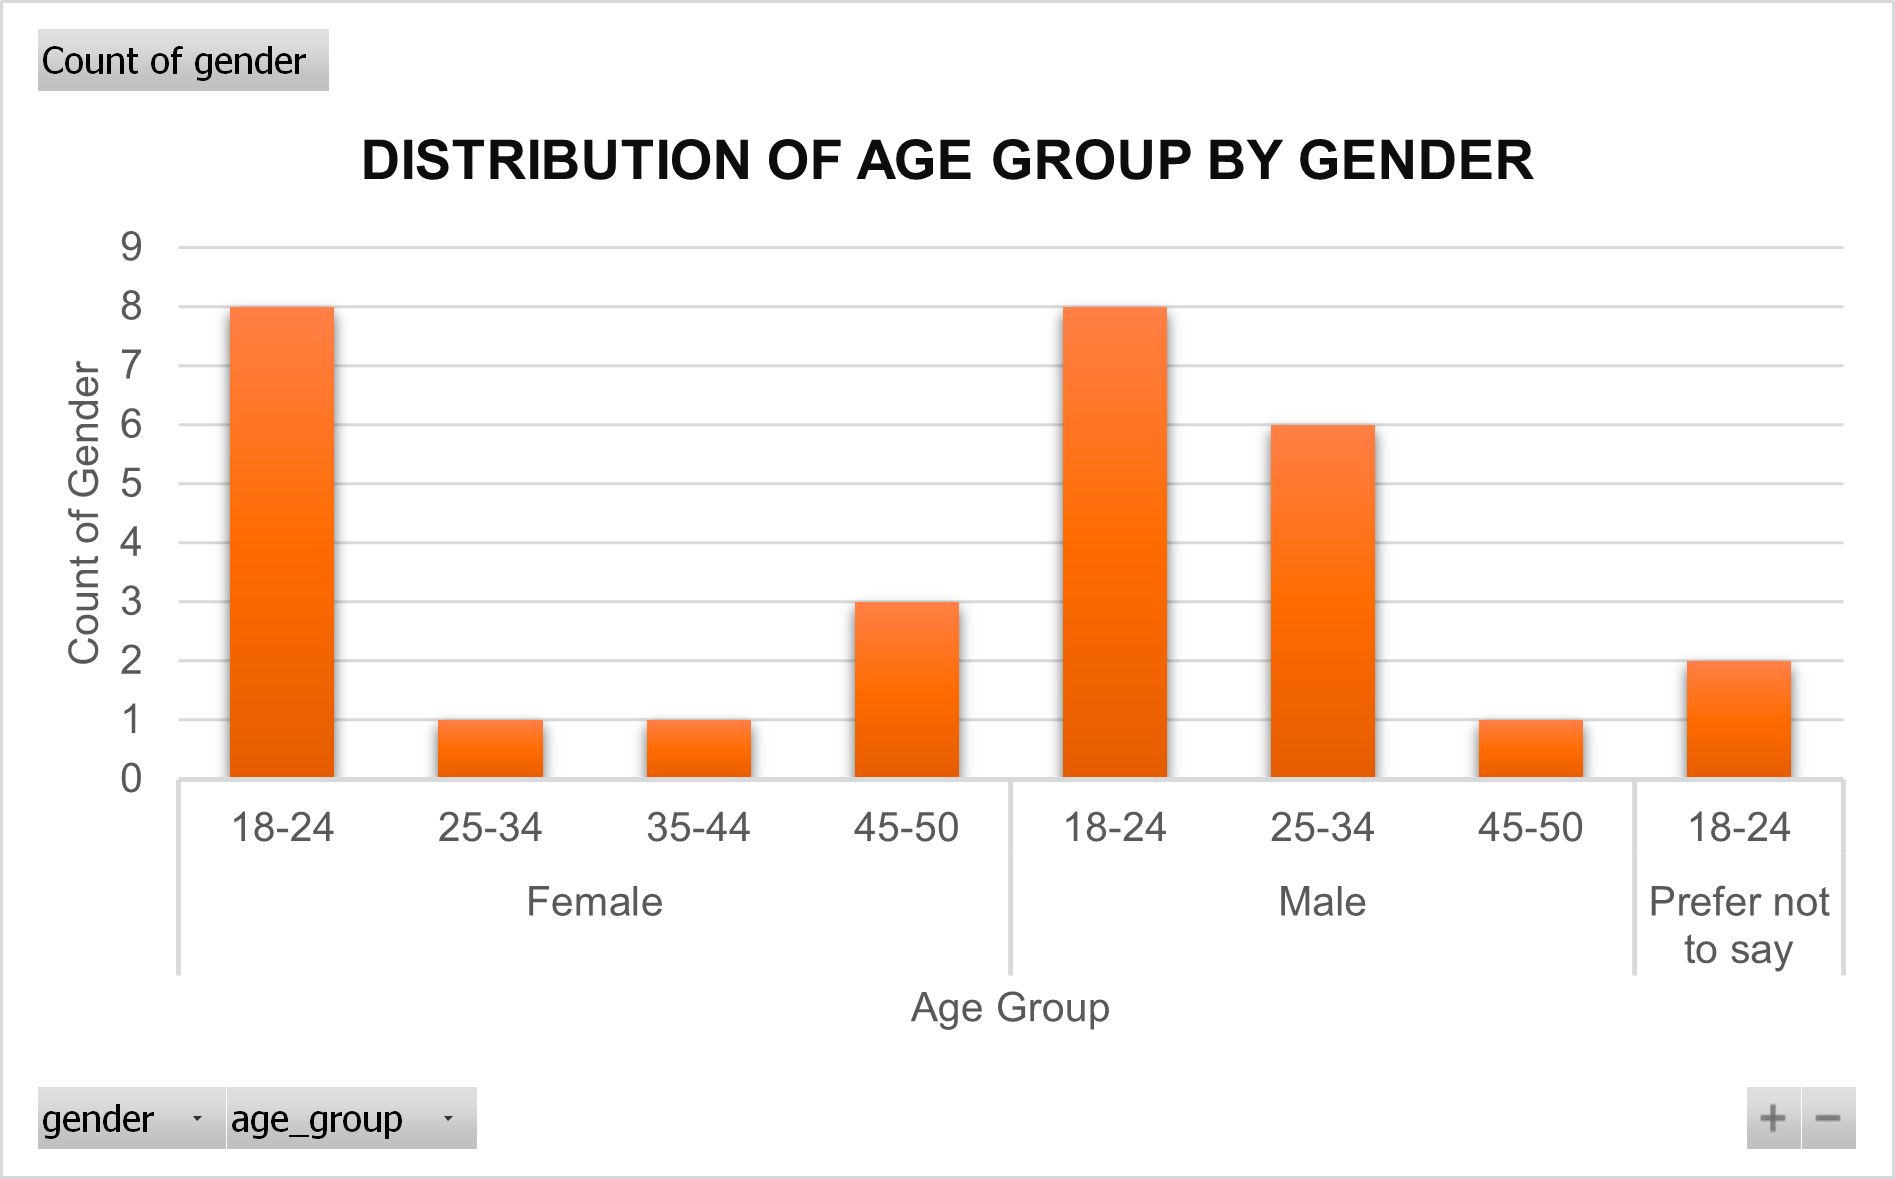 Count of gender
DISTRIBUTION OF AGE GROUP BY GENDER
Count of Gender
9
8
7
6
5
4
3
2
1
0
18-24 25-34 35-44 45-50 18-24 25-34 45-50 18-24
Female Male Prefer not
to say
Age Group
gender age_group
+ −